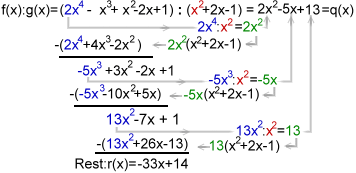 f(x):g(x)=(2x⁴- x³+ x²-2x+1) : (x²+2x-1) = 2x²-5x+13=q(x)
2x⁴:x²=2x²
-(2x⁴+4x³-2x²) 2x²(x²+2x-1)
-5x³+3x²-2x +1 -5x³:x²=-5x
-(-5x³-10x²+5x) -5x(x²+2x-1)
13x²-7x + 1 13x²:x²=13
-(13x²+26x-13) 13(x²+2x-1)
Rest:r(x)=-33x+14